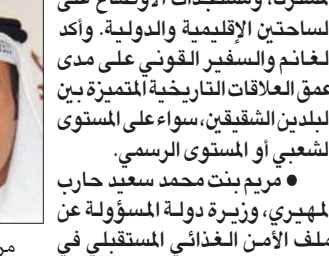 المشترك، ومستجدات الأوضاع على
الساحتين الإقليمية والدولية. وأكد
الغانم والسفير القوني على مدى
عمق العلاقات التاريخية المتميزة بين
البلدين الشقيقين، سواء على المستوى
الشعبي أو المستوى الرسمي.
● مريم بنت محمد سعيد حارب
المهيري، وزيرة دولة المسؤولة عن
ملف الأمن الغذائي المستقبلي في